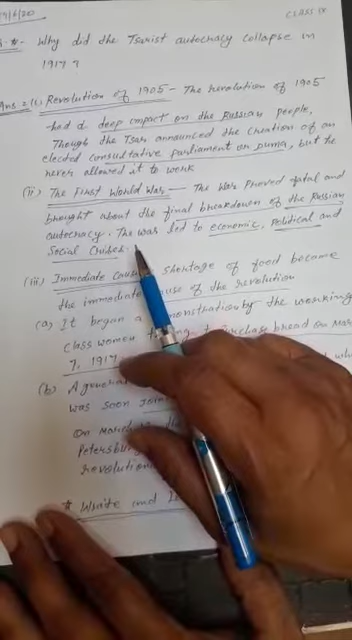 19/6/20
CLASS IX
Q.* Why did the Tsarist autocracy collapse in
1917?
Ans:-(i) Revolution of 1905 - The revolution of 1905
had a deep impact on the Russian people.
Though the Tsar announced the creation of an
elected consultative parliament or duma, but he
never allowed it to work
(ii) The First World War - The War proved fatal and
brought about the final breakdown of the Russian
autocracy. The war led to economic, political and
Social
(iii) Immediate Cause Shortage of food became
the immediate cause of the revolution
(a) It began a demonstration by the working
class women to purchase bread on
7, 1917
(b) A general
was soon
On
Petersburg
revolution
* Write and